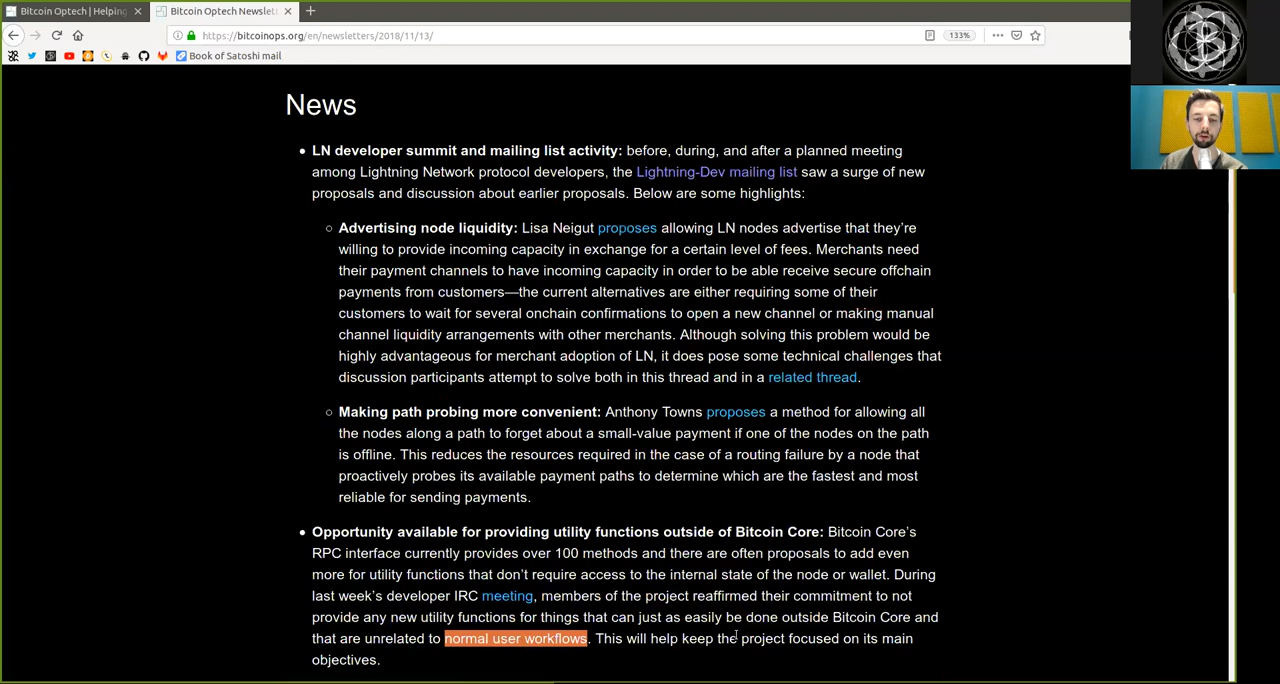 Bitcoin Optech | Helping
Bitcoin Optech Newslett
https://bitcoinops.org/en/newsletters/2018/11/13/
133%
Book of Satoshi mail
News
LN developer summit and mailing list activity: before, during, and after a planned meeting
among Lightning Network protocol developers, the Lightning-Dev mailing list saw a surge of new
proposals and discussion about earlier proposals. Below are some highlights:
Advertising node liquidity: Lisa Neigut proposes allowing LN nodes advertise that they're
willing to provide incoming capacity in exchange for a certain level of fees. Merchants need
their payment channels to have incoming capacity in order to be able receive secure offchain
payments from customers—the current alternatives are either requiring some of their
customers to wait for several onchain confirmations to open a new channel or making manual
channel liquidity arrangements with other merchants. Although solving this problem would be
highly advantageous for merchant adoption of LN, it does pose some technical challenges that
discussion participants attempt to solve both in this thread and in a related thread.
Making path probing more convenient: Anthony Towns proposes a method for allowing all
the nodes along a path to forget about a small-value payment if one of the nodes on the path
is offline. This reduces the resources required in the case of a routing failure by a node that
proactively probes its available payment paths to determine which are the fastest and most
reliable for sending payments.
Opportunity available for providing utility functions outside of Bitcoin Core: Bitcoin Core's
RPC interface currently provides over 100 methods and there are often proposals to add even
more for utility functions that don't require access to the internal state of the node or wallet. During
last week's developer IRC meeting, members of the project reaffirmed their commitment to not
provide any new utility functions for things that can just as easily be done outside Bitcoin Core and
that are unrelated to normal user workflows. This will help keep the project focused on its main
objectives.